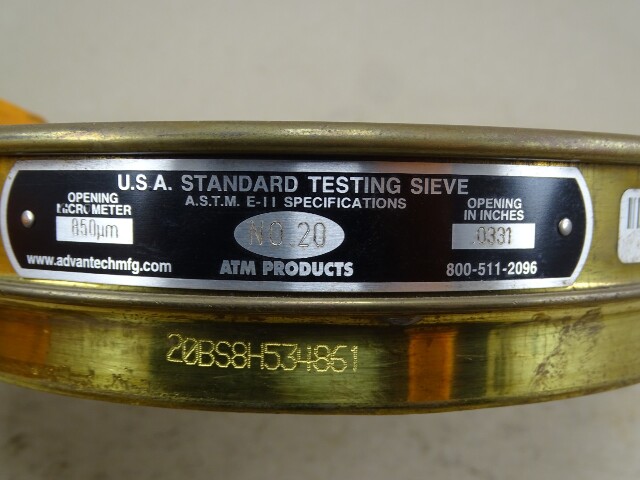 U.S.A. STANDARD TESTING SIEVE
A.S.T.M. E-11 SPECIFICATIONS
OPENING
MICROMETER
850µm
NO.20
OPENING
IN INCHES
.0331
www.advantechmfg.com
ATM PRODUCTS
800-511-2096
20BS8H534861